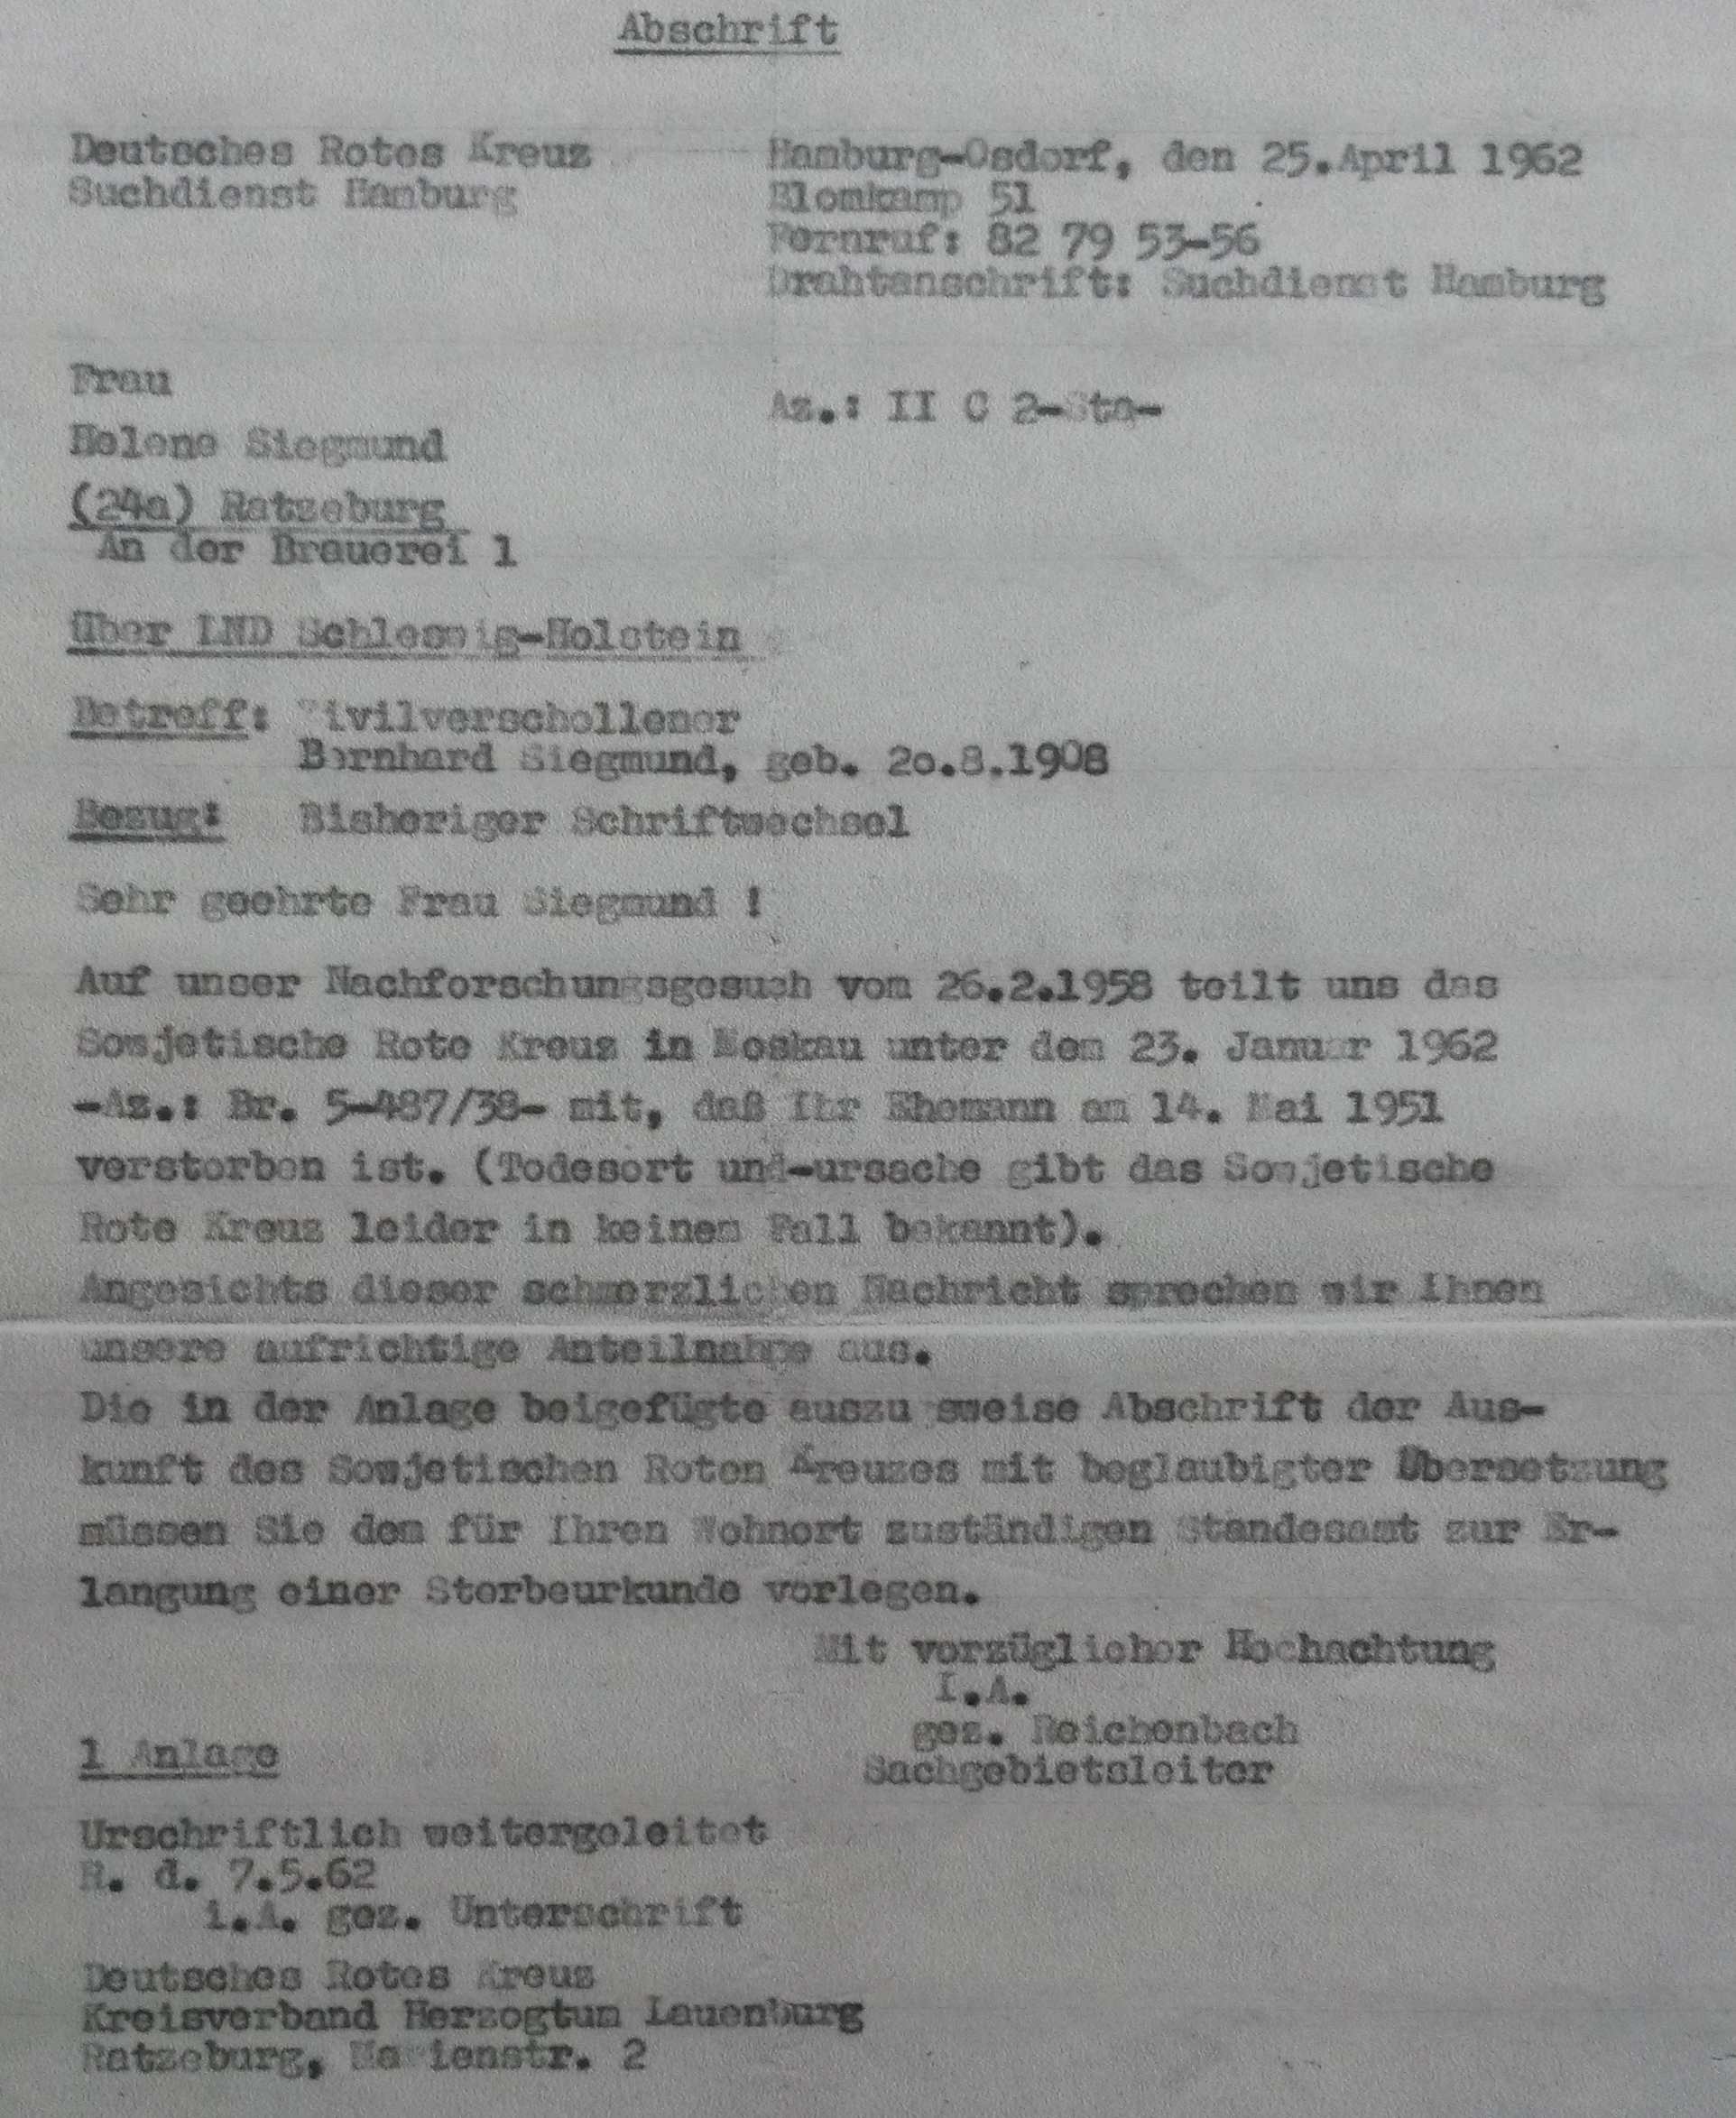 Abschrift
Deutsches Rotes Kreuz
Suchdienst Hamburg
Hamburg-Osdorf, den 25.April 1962
Blomkamp 51
Fernruf: 82 79 53-56
Drahtanschrift: Suchdienst Hamburg
Frau
Helene Siegmund
(24a) Ratzeburg
An der Brauerei 1
Az.: II C 2-Sta-
über LND Schleswig-Holstein
Betreff: Zivilverschollener
Bernhard Siegmund, geb. 2o.8.1908
Bezug: Bisheriger Schriftwechsel
Sehr geehrte Frau Siegmund !
Auf unser Nachforschungsgesuch vom 26.2.1958 teilt uns das
Sowjetische Rote Kreuz in Moskau unter dem 23. Januar 1962
-Az.: Br. 5-487/38- mit, daß Ihr Ehemann am 14. Mai 1951
verstorben ist. (Todesort und-ursache gibt das Sowjetische
Rote Kreuz leider in keinem Fall bekannt).
Angesichts dieser schmerzlichen Nachricht sprechen wir Ihnen
unsere aufrichtige Anteilnahme aus.
Die in der Anlage beigefügte auszugsweise Abschrift der Aus-
kunft des Sowjetischen Roten Kreuzes mit beglaubigter Übersetzung
müssen Sie dem für Ihren Wohnort zuständigen Standesamt zur Er-
langung einer Sterbeurkunde vorlegen.
Mit vorzüglicher Hochachtung
I.A.
gez. Reichenbach
Sachgebietsleiter
1 Anlage
Urschriftlich weitergeleitet
R. d. 7.5.62
i.A. gez. Unterschrift
Deutsches Rotes Kreuz
Kreisverband Herzogtum Lauenburg
Ratzeburg, Marienstr. 2